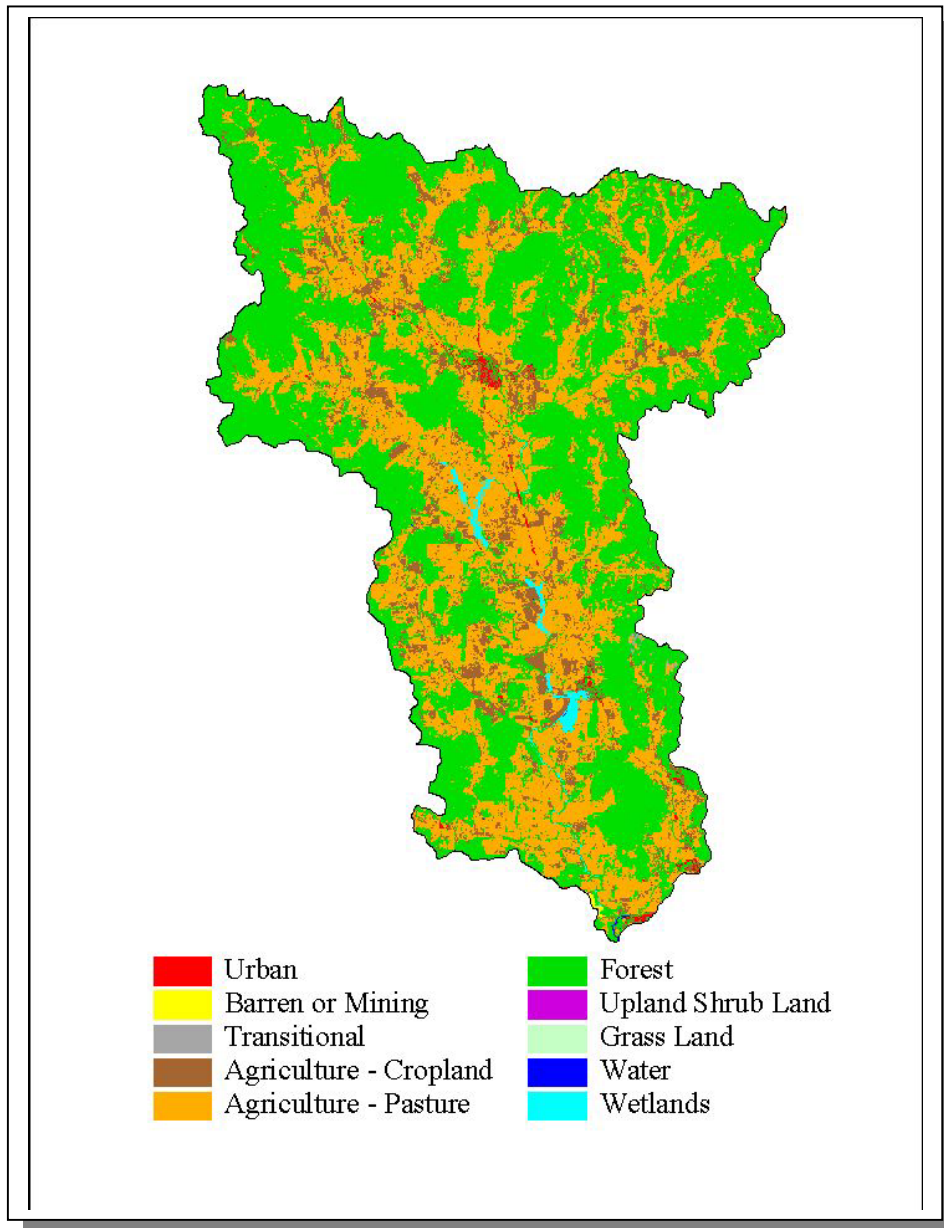 Urban
Barren or Mining
Transitional
Agriculture - Cropland
Agriculture - Pasture
Forest
Upland Shrub Land
Grass Land
Water
Wetlands